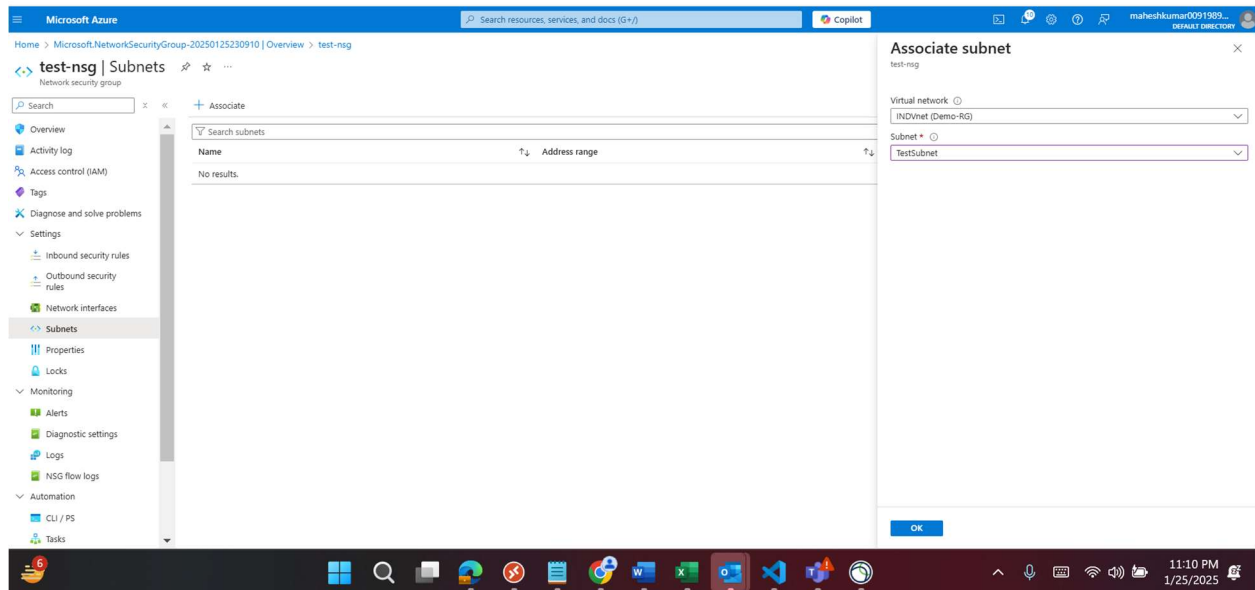 Microsoft Azure
Search resources, services, and docs (G+/)
Copilot
10
maheshkumar0091989...
DEFAULT DIRECTORY
Home > Microsoft.NetworkSecurityGroup-20250125230910 | Overview > test-nsg
test-nsg | Subnets
Network security group
Search
Overview
Activity log
Access control (IAM)
Tags
Diagnose and solve problems
Settings
Inbound security rules
Outbound security
rules
Network interfaces
Subnets
Properties
Locks
Monitoring
Alerts
Diagnostic settings
Logs
NSG flow logs
Automation
CLI / PS
Tasks
+ Associate
Search subnets
Name
Address range
No results.
Associate subnet
test-nsg
Virtual network
INDVnet (Demo-RG)
Subnet *
TestSubnet
OK
6
11:10 PM
1/25/2025